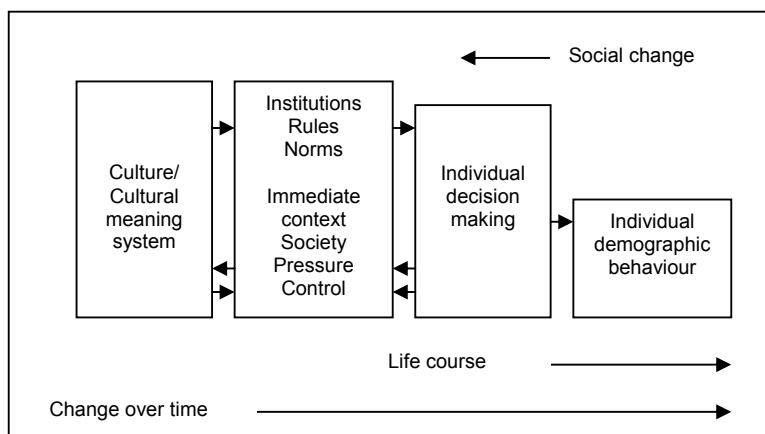 Social change
Culture/
Cultural
meaning
system
Institutions
Rules
Norms
Immediate
context
Society
Pressure
Control
Individual
decision
making
Individual
demographic
behaviour
Life course
Change over time